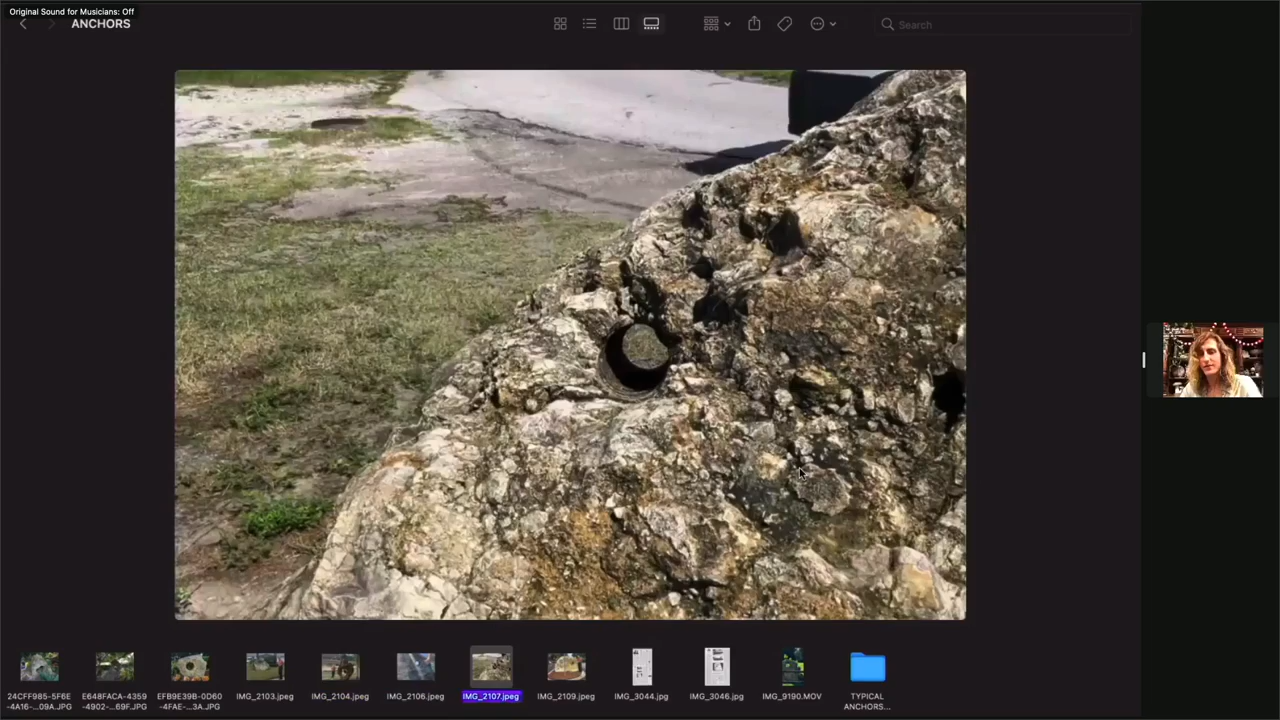 Original Sound for Musicians: Off
ANCHORS
Search
24CFF985-5F6E
-4A16-...09A.JPG
E648FACA-4359
-4902-...69F.JPG
EFB9E39B-0D60
-4FAE-...3A.JPG
IMG_2103.jpeg
IMG_2104.jpeg
IMG_2106.jpeg
IMG_2107.jpeg
IMG_2109.jpeg
IMG_3044.jpg
IMG_3046.jpg
IMG_9190.MOV
TYPICAL
ANCHORS...